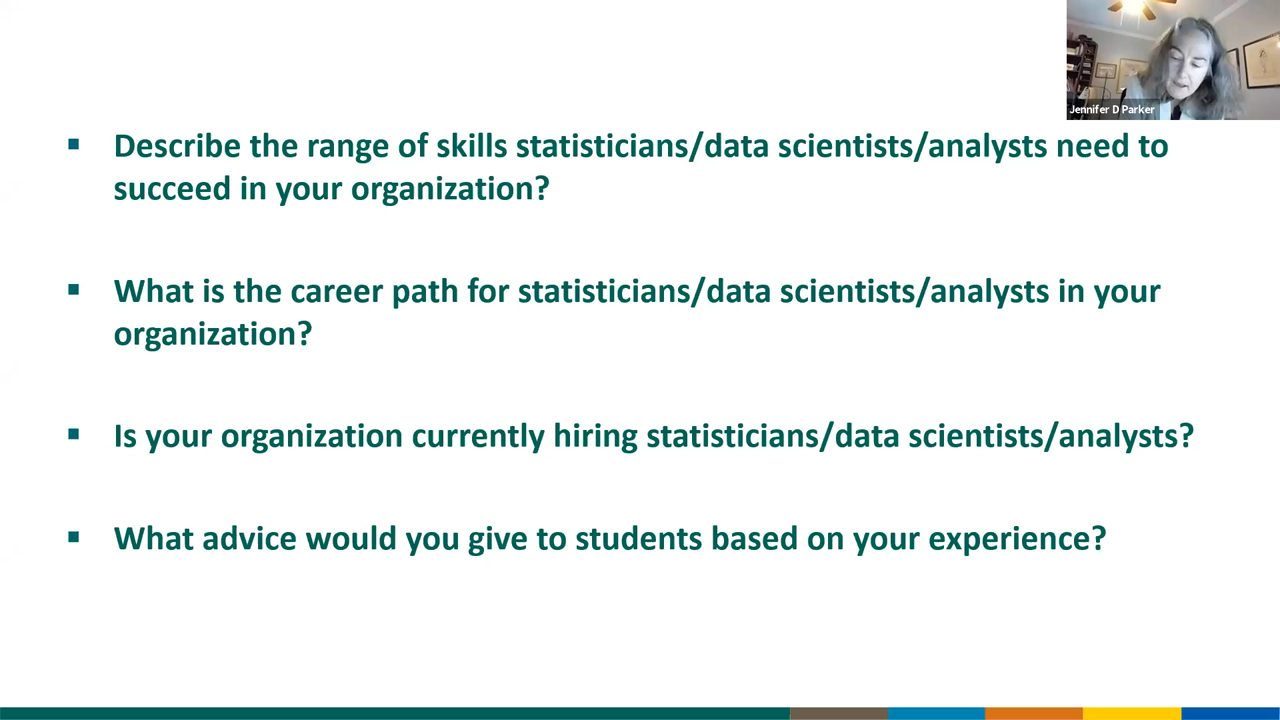 Jennifer D Parker
▪ Describe the range of skills statisticians/data scientists/analysts need to
succeed in your organization?
▪ What is the career path for statisticians/data scientists/analysts in your
organization?
▪ Is your organization currently hiring statisticians/data scientists/analysts?
▪ What advice would you give to students based on your experience?